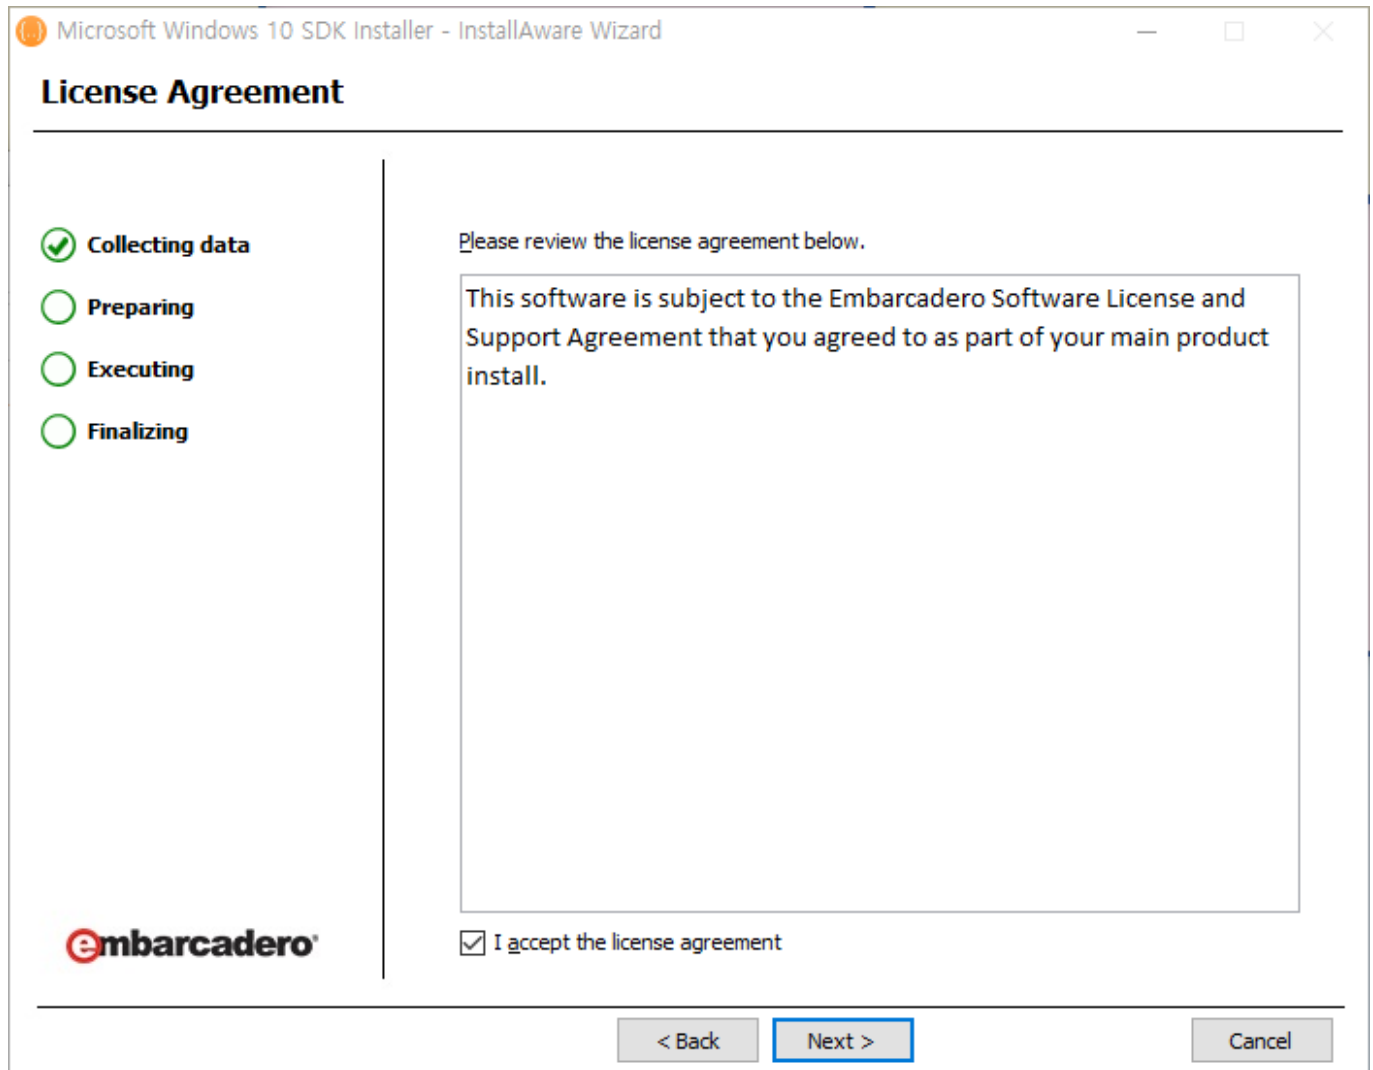 Microsoft Windows 10 SDK Installer - InstallAware Wizard
License Agreement
Collecting data
Preparing
Executing
Finalizing
Please review the license agreement below.
This software is subject to the Embarcadero Software License and
Support Agreement that you agreed to as part of your main product
install.
embarcadero
I accept the license agreement
< Back
Next >
Cancel